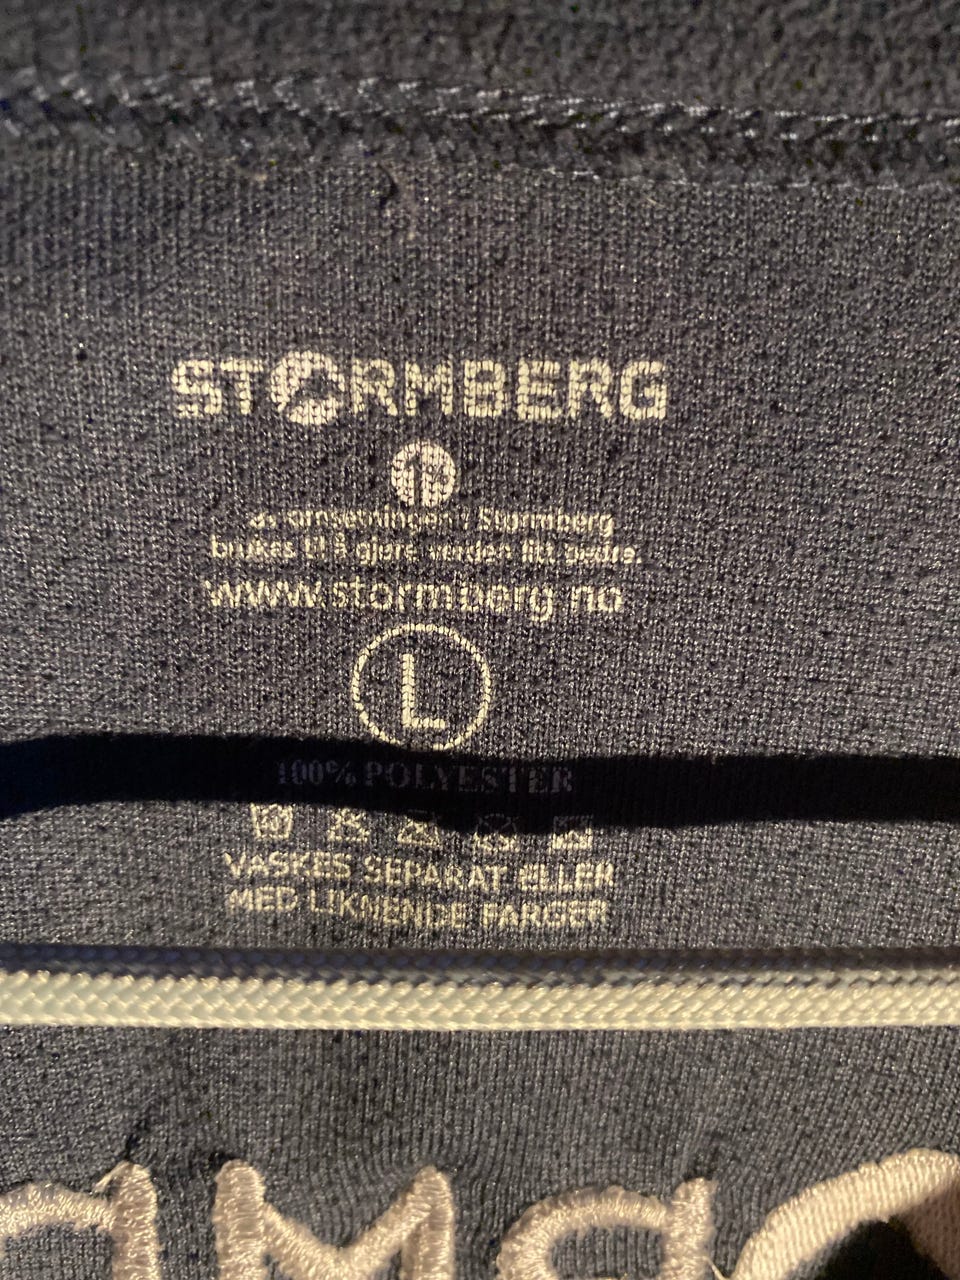 STORMBERG
1%
av omsetningen i Stormberg
brukes til å gjøre verden litt bedre.
www.stormberg.no
L
100% POLYESTER
VASKES SEPARAT ELLER
MED LIKNENDE FARGER